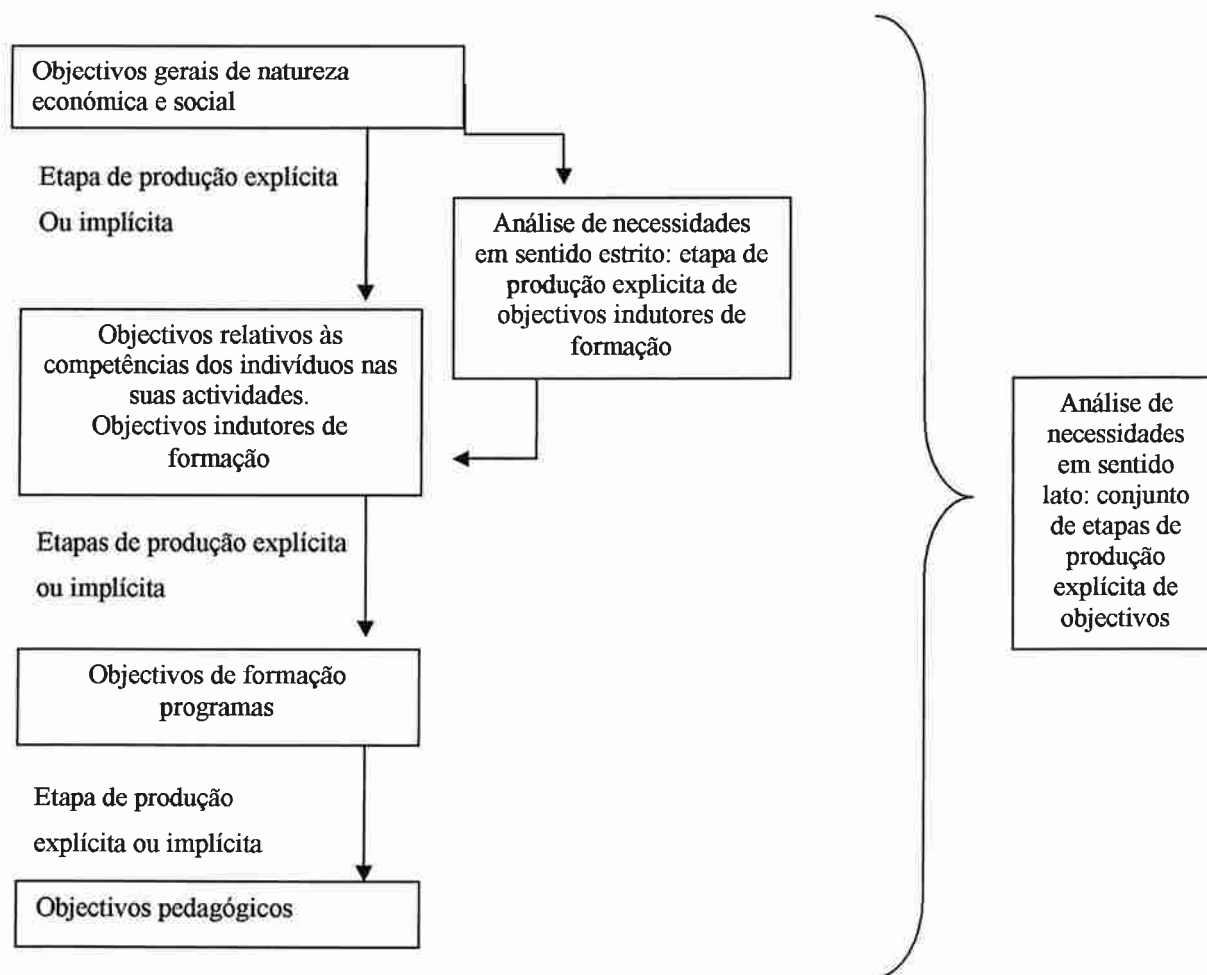 Objectivos gerais de natureza
económica e social
Etapa de produção explícita
Ou implícita
Análise de necessidades
em sentido estrito: etapa de
produção explicita de
objectivos indutores de
formação
Objectivos relativos às
competências dos indivíduos nas
suas actividades.
Objectivos indutores de
formação
Etapas de produção explícita
ou implícita
Objectivos de formação
programas
Etapa de produção
explícita ou implícita
Objectivos pedagógicos
Análise de
necessidades
em sentido
lato: conjunto
de etapas de
produção
explícita de
objectivos